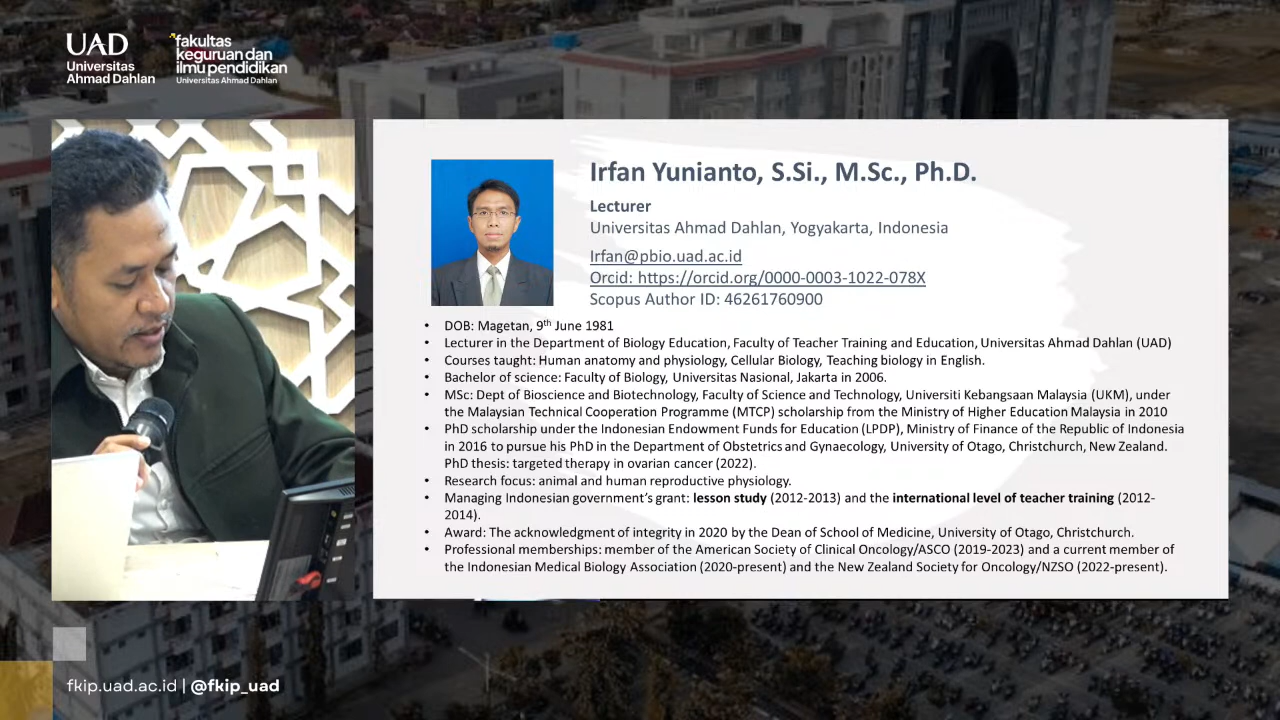 UAD
Universitas
Ahmad Dahlan
fakultas
keguruan dan
ilmu pendidikan
Universitas Ahmad Dahlan
Irfan Yunianto, S.Si., M.Sc., Ph.D.
Lecturer
Universitas Ahmad Dahlan, Yogyakarta, Indonesia
Irfan@pbio.uad.ac.id
Orcid: https://orcid.org/0000-0003-1022-078X
Scopus Author ID: 46261760900
• DOB: Magetan, 9th June 1981
• Lecturer in the Department of Biology Education, Faculty of Teacher Training and Education, Universitas Ahmad Dahlan (UAD)
• Courses taught: Human anatomy and physiology, Cellular Biology, Teaching biology in English.
• Bachelor of science: Faculty of Biology, Universitas Nasional, Jakarta in 2006.
• MSc: Dept of Bioscience and Biotechnology, Faculty of Science and Technology, Universiti Kebangsaan Malaysia (UKM), under
the Malaysian Technical Cooperation Programme (MTCP) scholarship from the Ministry of Higher Education Malaysia in 2010
• PhD scholarship under the Indonesian Endowment Funds for Education (LPDP), Ministry of Finance of the Republic of Indonesia
in 2016 to pursue his PhD in the Department of Obstetrics and Gynaecology, University of Otago, Christchurch, New Zealand.
PhD thesis: targeted therapy in ovarian cancer (2022).
• Research focus: animal and human reproductive physiology.
• Managing Indonesian government's grant: lesson study (2012-2013) and the international level of teacher training (2012-
2014).
• Award: The acknowledgment of integrity in 2020 by the Dean of School of Medicine, University of Otago, Christchurch.
• Professional memberships: member of the American Society of Clinical Oncology/ASCO (2019-2023) and a current member of
the Indonesian Medical Biology Association (2020-present) and the New Zealand Society for Oncology/NZSO (2022-present).
fkip.uad.ac.id | @fkip_uad